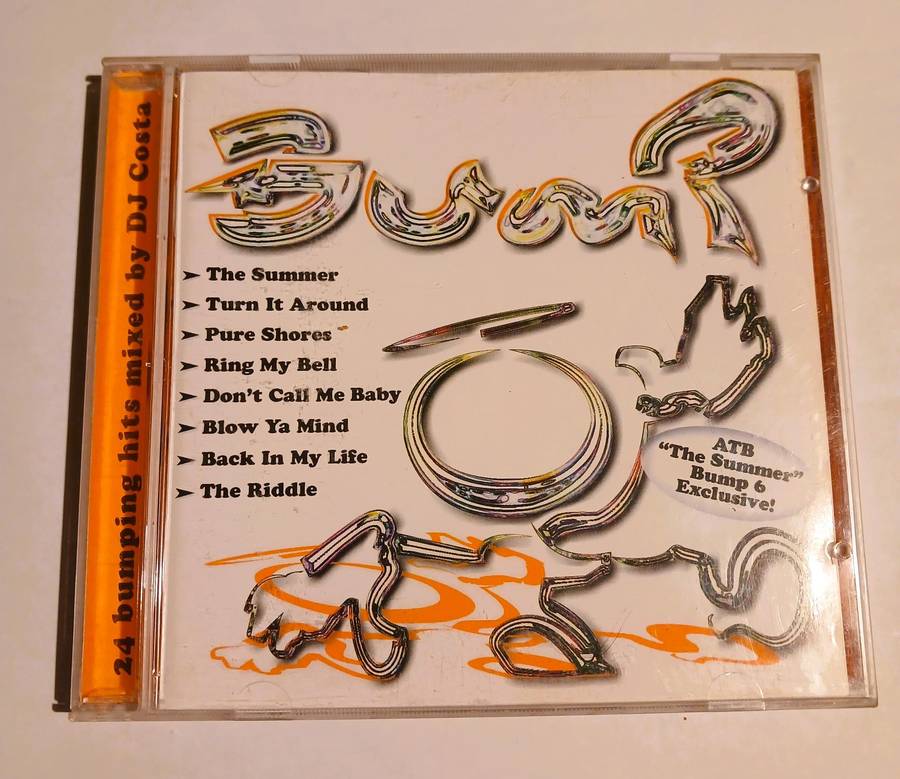 24 bumping hits mixed by DJ Costa
Bump
6
The Summer
Turn It Around
Pure Shores
Ring My Bell
Don't Call Me Baby
Blow Ya Mind
Back In My Life
The Riddle
ATB
“The Summer”
Bump 6
Exclusive!